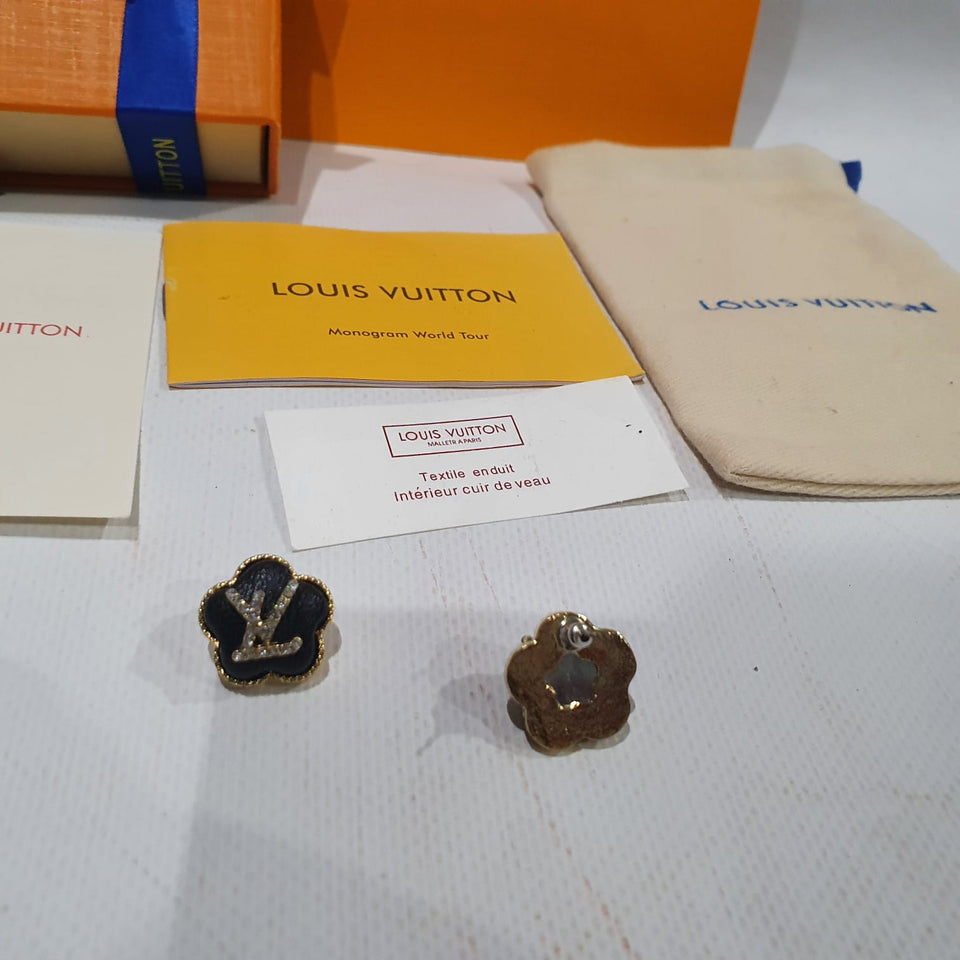 UITTON
LOUIS VUITTON
Monogram World Tour
LOUIS VUITTON
UITTON
LOUIS VUITTON
MALLETR A PARIS
Textile enduit
Intérieur cuir de veau
LV